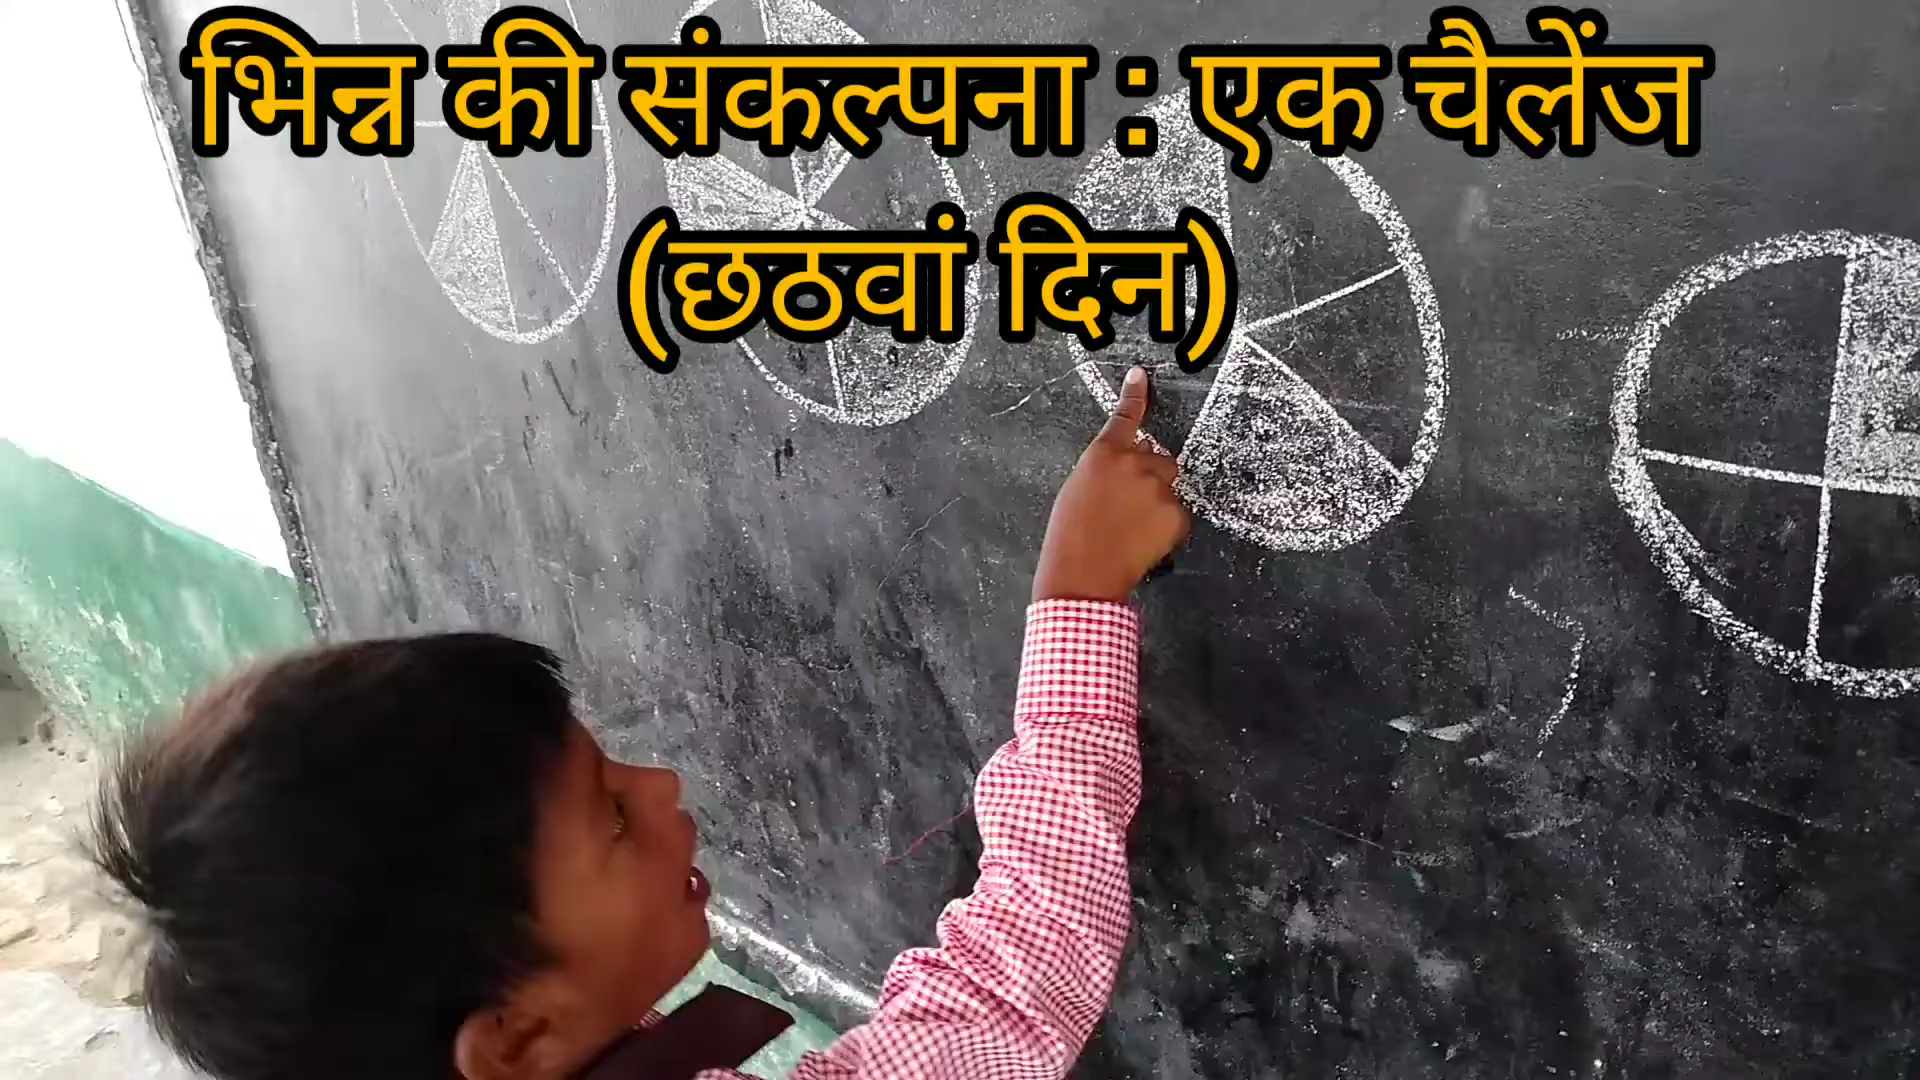 भिन्न की संकल्पना : एक चैलेंज
(छठवां दिन)